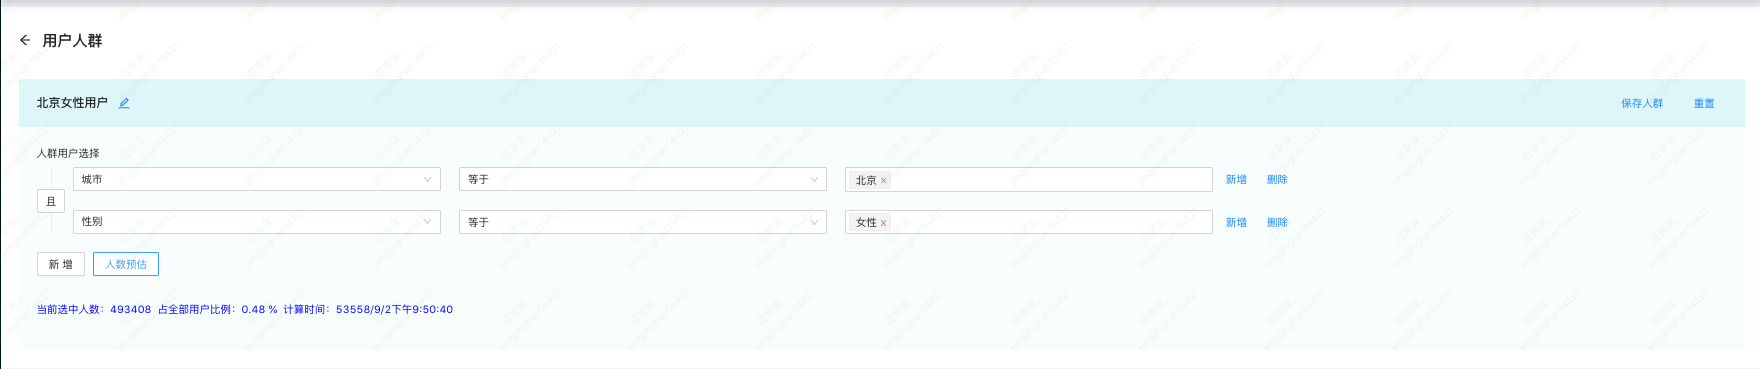 用户人群
北京女性用户 保存人群 重置
人群用户选择
城市 等于 北京 x 新增 删除
且
性别 等于 女性 x 新增 删除
新 增 人数预估
当前选中人数：493408 占全部用户比例：0.48 % 计算时间：53558/9/2下午9:50:40